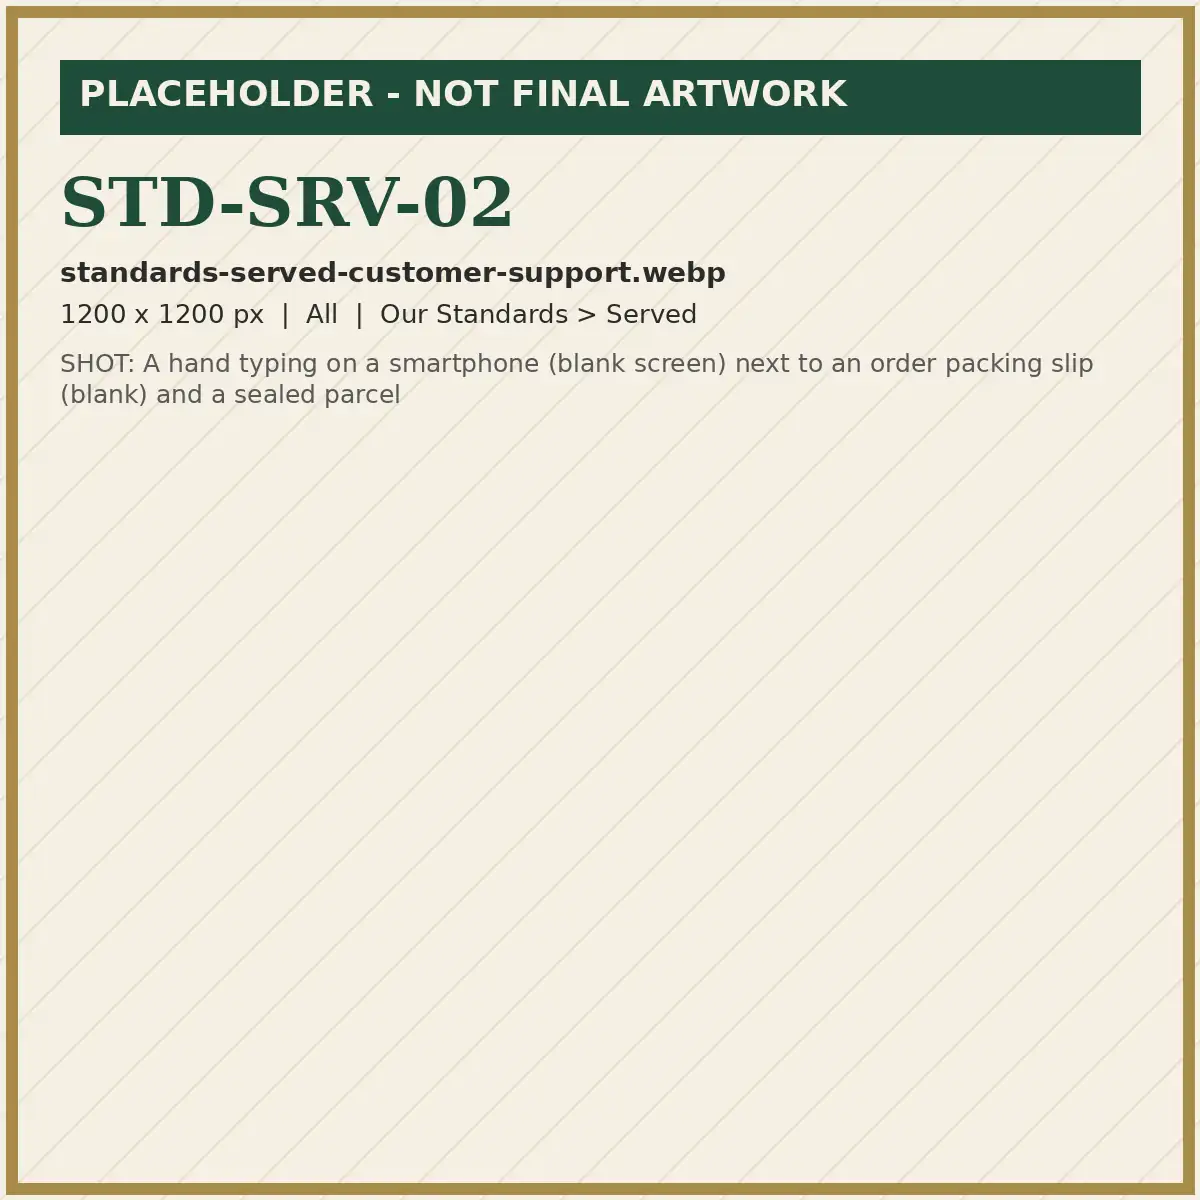 PLACEHOLDER - NOT FINAL ARTWORK
STD-SRV-02
standards-served-customer-support.webp
1200 x 1200 px | All | Our Standards > Served
SHOT: A hand typing on a smartphone (blank screen) next to an order packing slip
(blank) and a sealed parcel